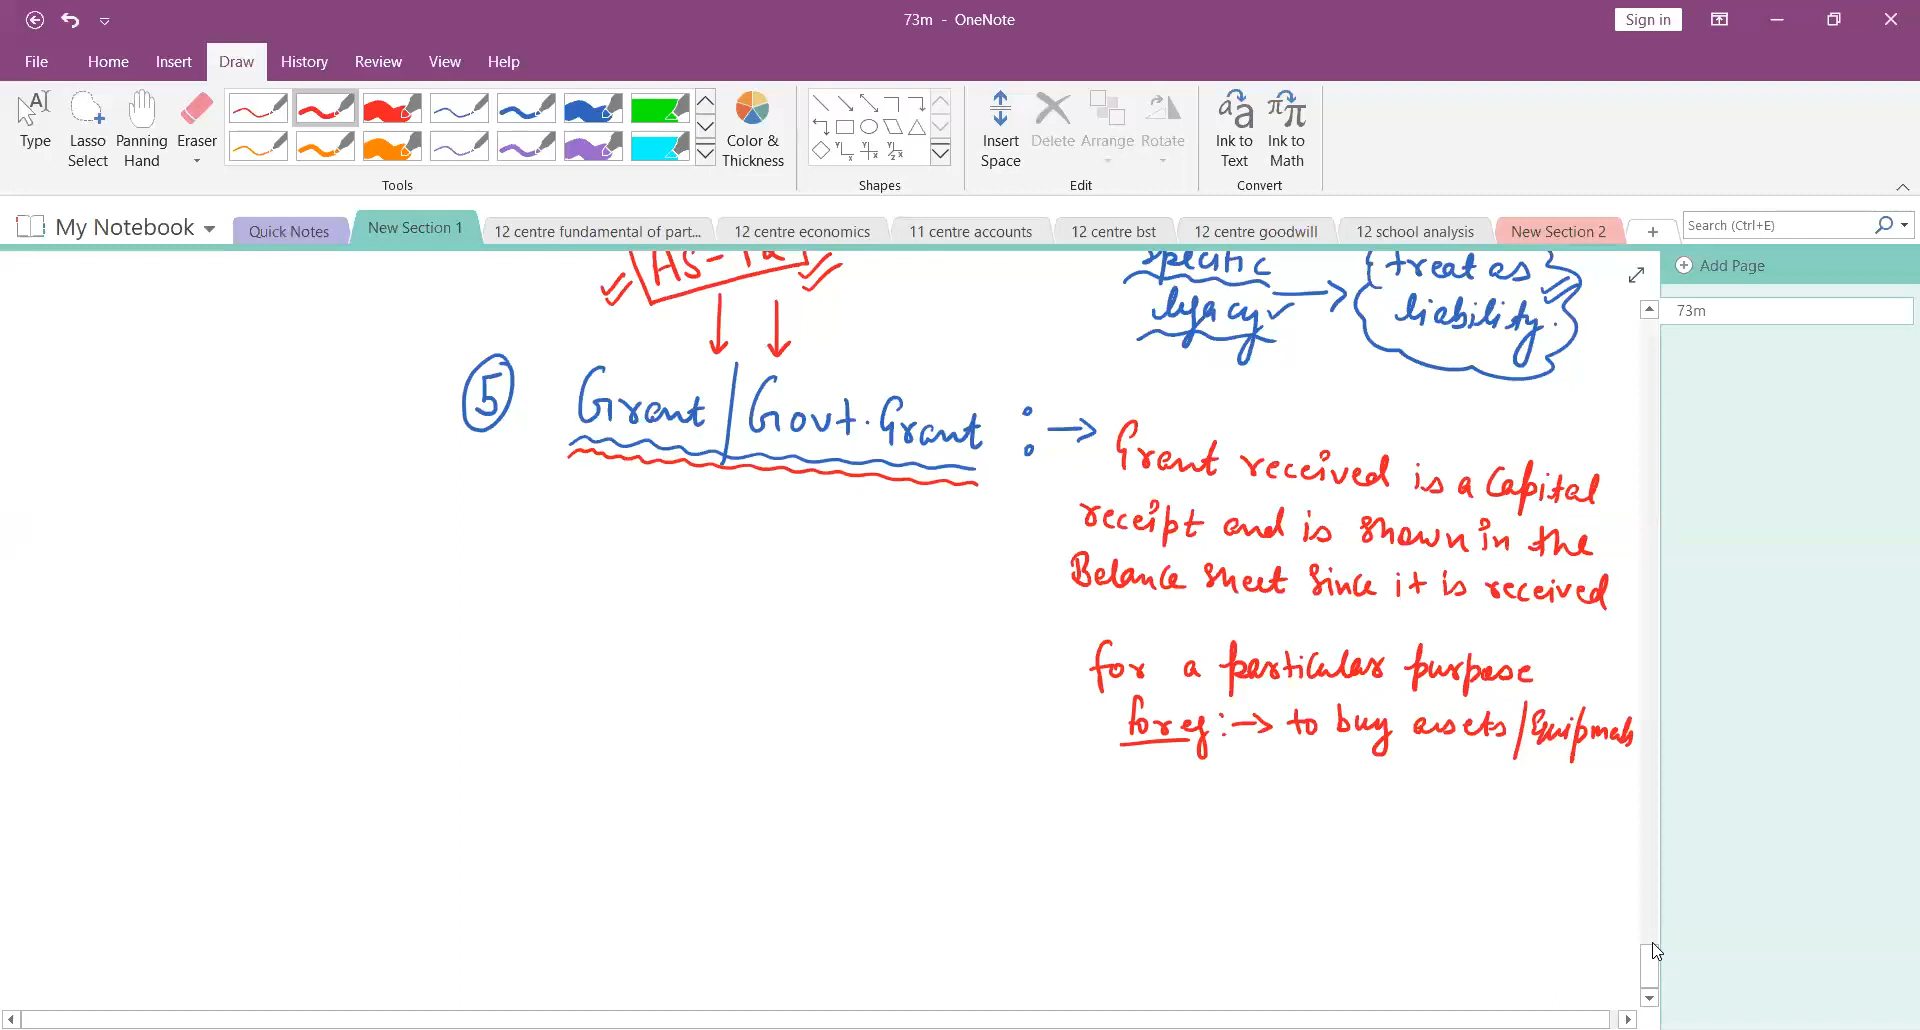 73m - OneNote
Sign in
File Home Insert Draw History Review View Help
Type
Lasso Select
Panning Hand
Eraser
Color & Thickness
Insert Space
Delete
Arrange
Rotate
Ink to Text
Ink to Math
Tools
Shapes
Edit
Convert
My Notebook
Quick Notes
New Section 1
12 centre fundamental of part...
12 centre economics
11 centre accounts
12 centre bst
12 centre goodwill
12 school analysis
New Section 2
Search (Ctrl+E)
Add Page
73m
specific
legacy
treat as
liability.
5 Grant / Govt. Grant :
Grant received is a Capital
receipt and is shown in the
Balance sheet since it is received
for a particular purpose
for eg :→ to buy assets /